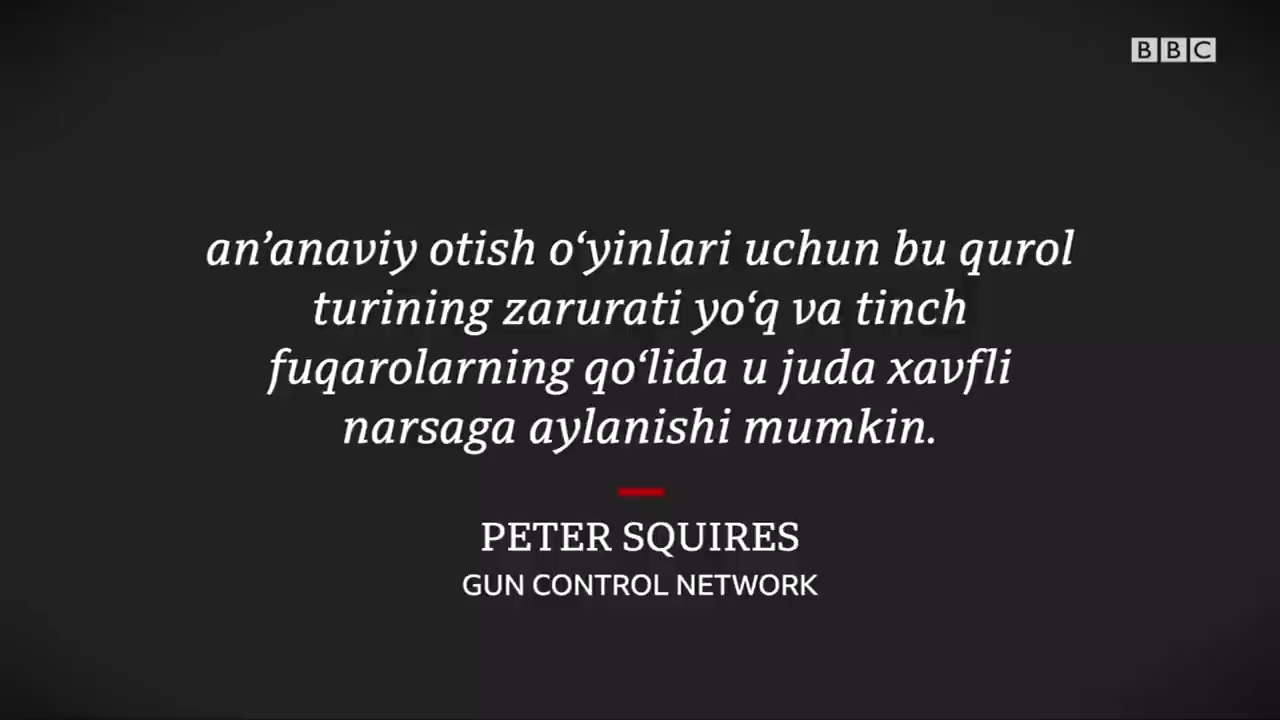 BBC
an’anaviy otish o‘yinlari uchun bu qurol
turining zarurati yo‘q va tinch
fuqarolarning qo‘lida u juda xavfli
narsaga aylanishi mumkin.
PETER SQUIRES
GUN CONTROL NETWORK